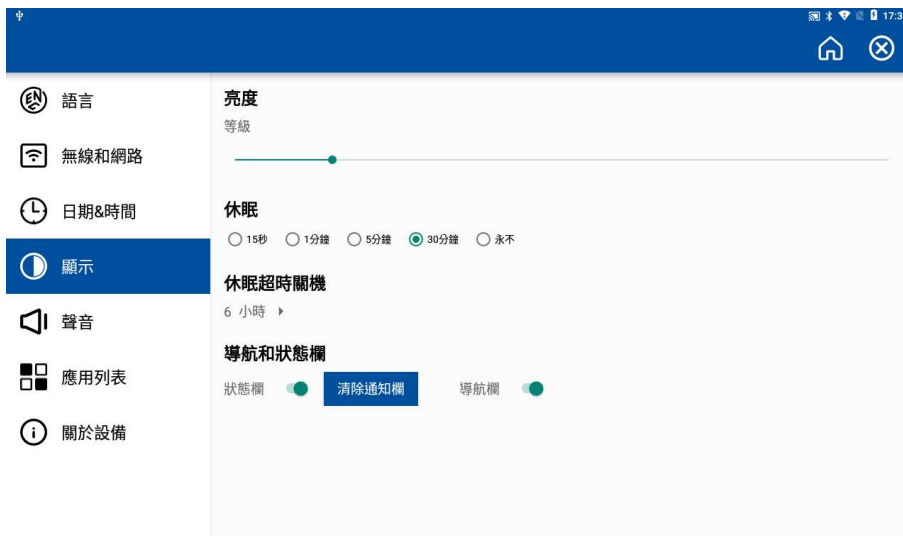 17:3
語言
無線和網路
日期&時間
顯示
聲音
應用列表
關於設備
亮度
等級
休眠
15秒 1分鐘 5分鐘 30分鐘 永不
休眠超時關機
6 小時
導航和狀態欄
狀態欄 清除通知欄 導航欄